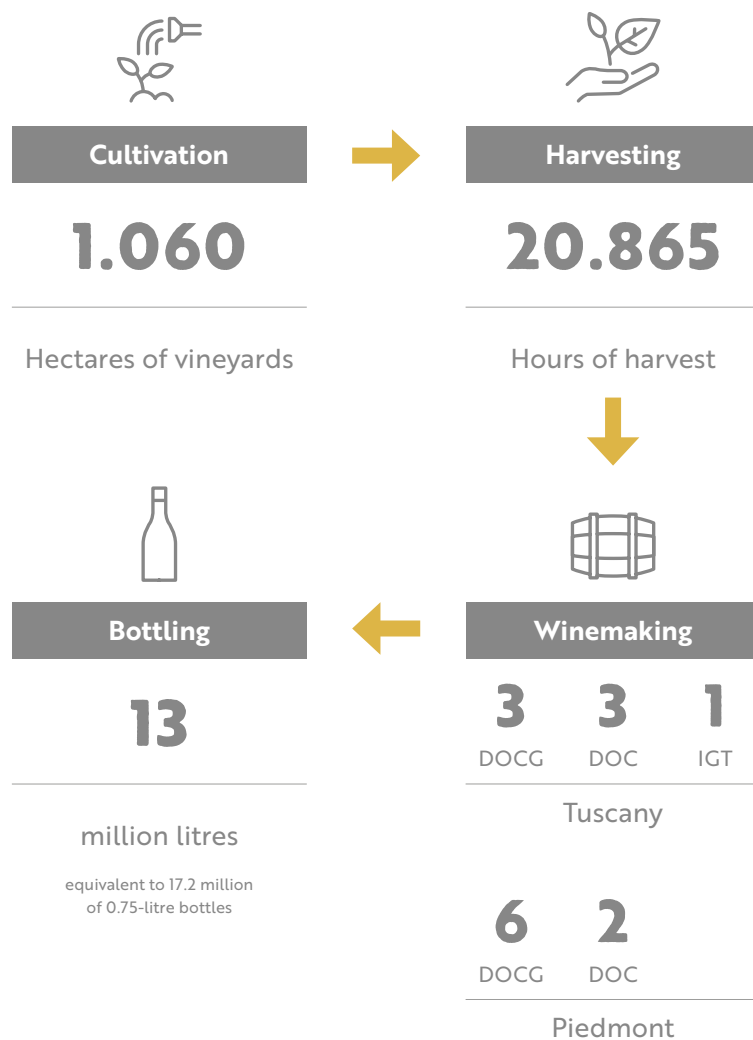 Cultivation
1.060
Hectares of vineyards
Harvesting
20.865
Hours of harvest
Winemaking
3 3 1
DOCG DOC IGT
Tuscany
6 2
DOCG DOC
Piedmont
Bottling
13
million litres
equivalent to 17.2 million
of 0.75-litre bottles